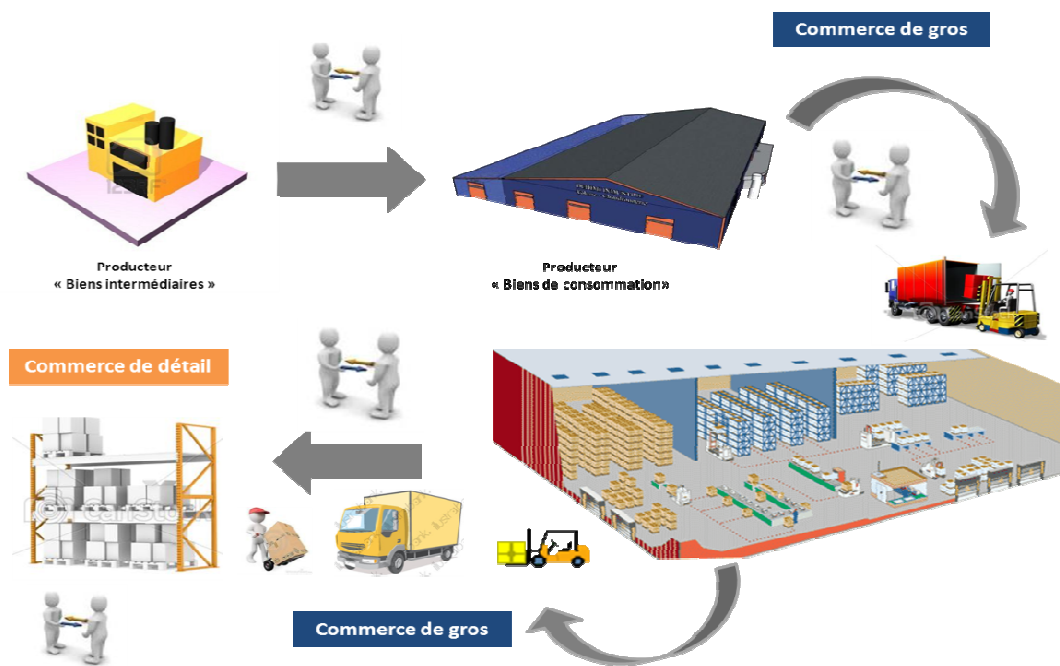 Commerce de gros
Producteur
« Biens intermédiaires »
Producteur
« Biens de consommation»
Commerce de détail
Commerce de gros